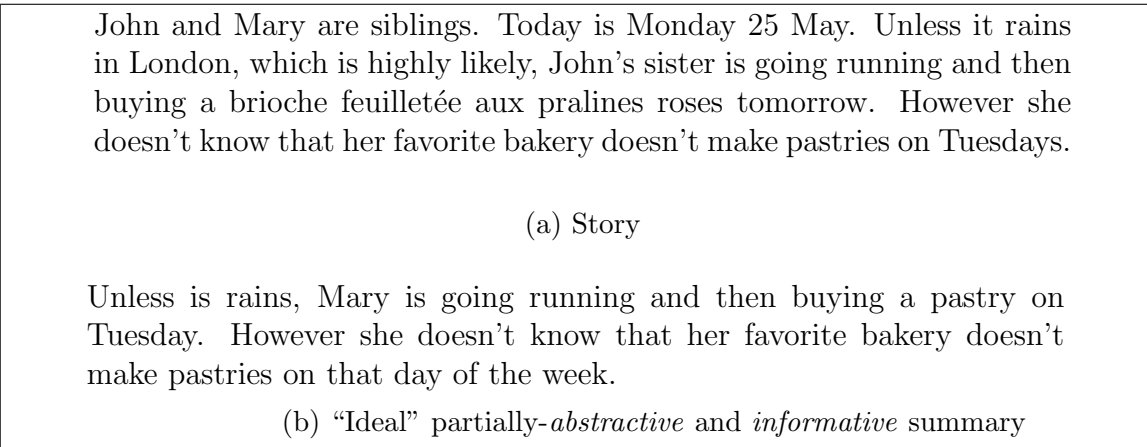 John and Mary are siblings. Today is Monday 25 May. Unless it rains
in London, which is highly likely, John's sister is going running and then
buying a brioche feuilletée aux pralines roses tomorrow. However she
doesn't know that her favorite bakery doesn't make pastries on Tuesdays.
(a) Story
Unless is rains, Mary is going running and then buying a pastry on
Tuesday. However she doesn't know that her favorite bakery doesn't
make pastries on that day of the week.
(b) “Ideal” partially-abstractive and informative summary